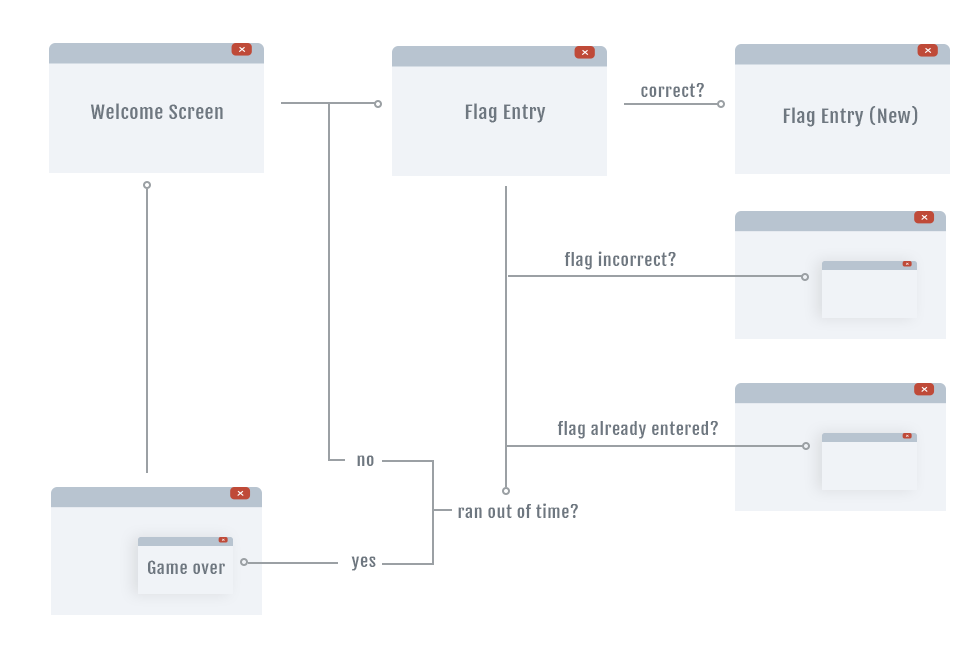 Welcome Screen
Flag Entry
correct?
Flag Entry (New)
flag incorrect?
flag already entered?
no
ran out of time?
yes
Game over